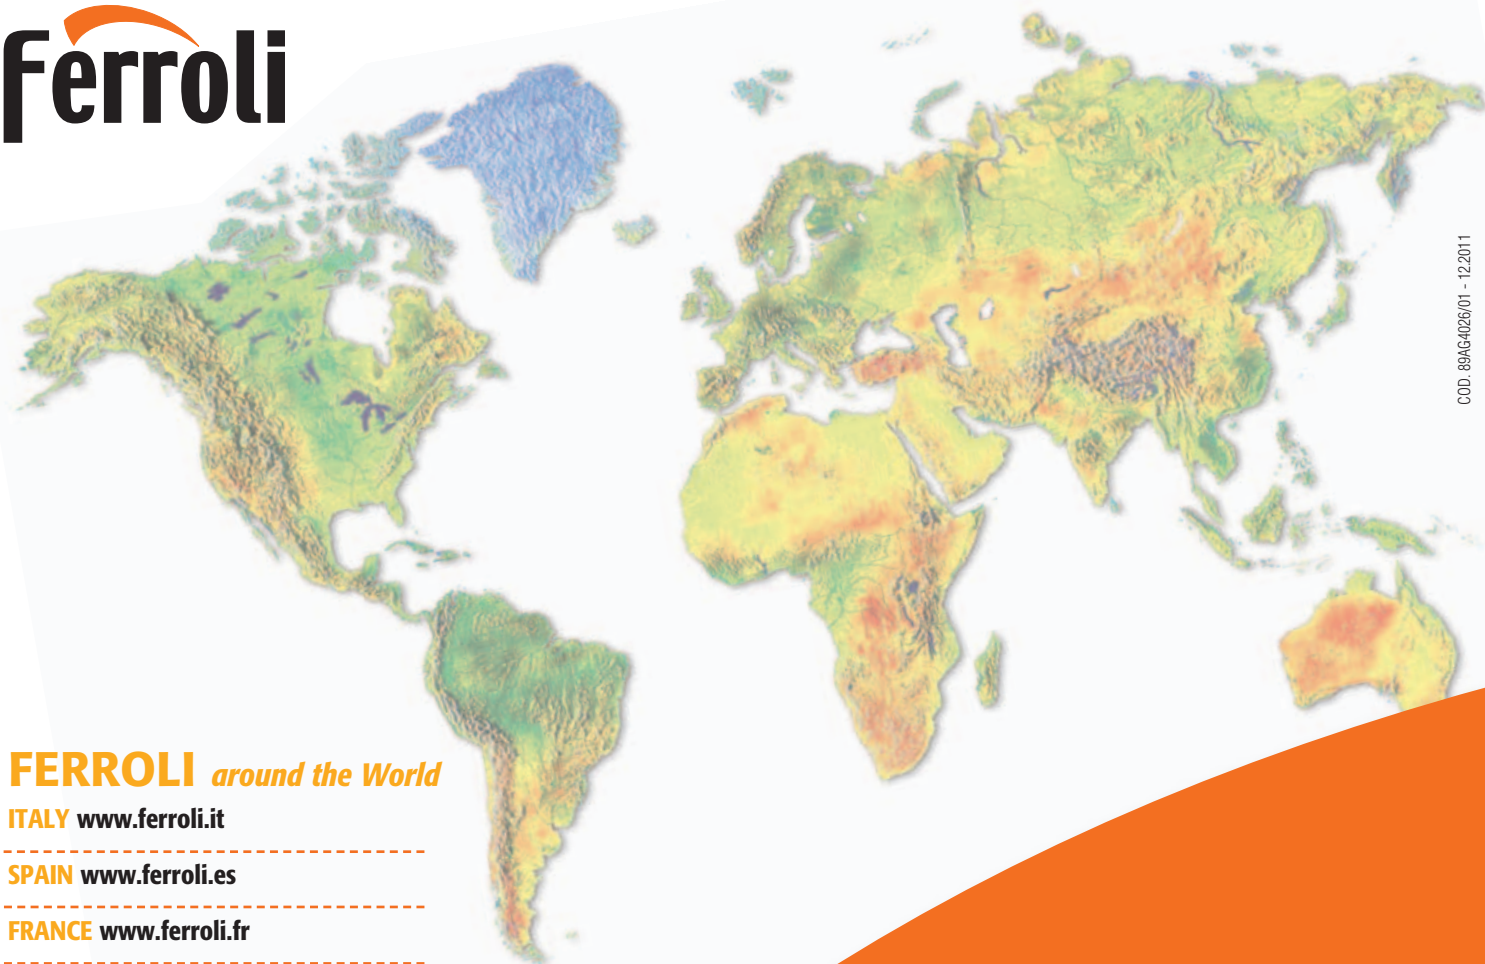 Ferroli
COD. 89AG4026/01 - 12.2011
FERROLI around the World
ITALY www.ferroli.it
SPAIN www.ferroli.es
FRANCE www.ferroli.fr